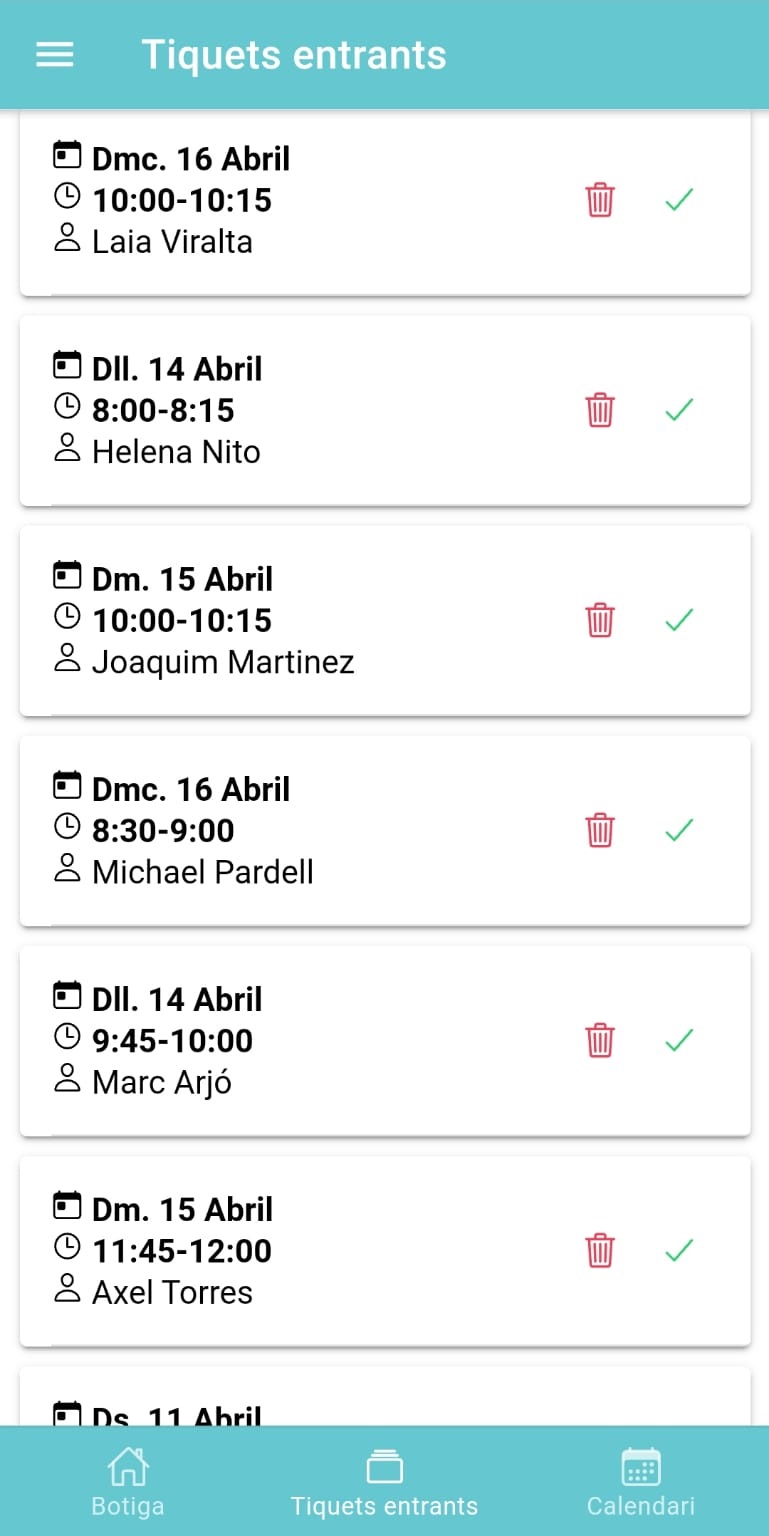 Tiquets entrants
Dmc. 16 Abril
10:00-10:15
Laia Viralta
Dll. 14 Abril
8:00-8:15
Helena Nito
Dm. 15 Abril
10:00-10:15
Joaquim Martinez
Dmc. 16 Abril
8:30-9:00
Michael Pardell
Dll. 14 Abril
9:45-10:00
Marc Arjó
Dm. 15 Abril
11:45-12:00
Axel Torres
Ds. 11 Abril
Botiga
Tiquets entrants
Calendari